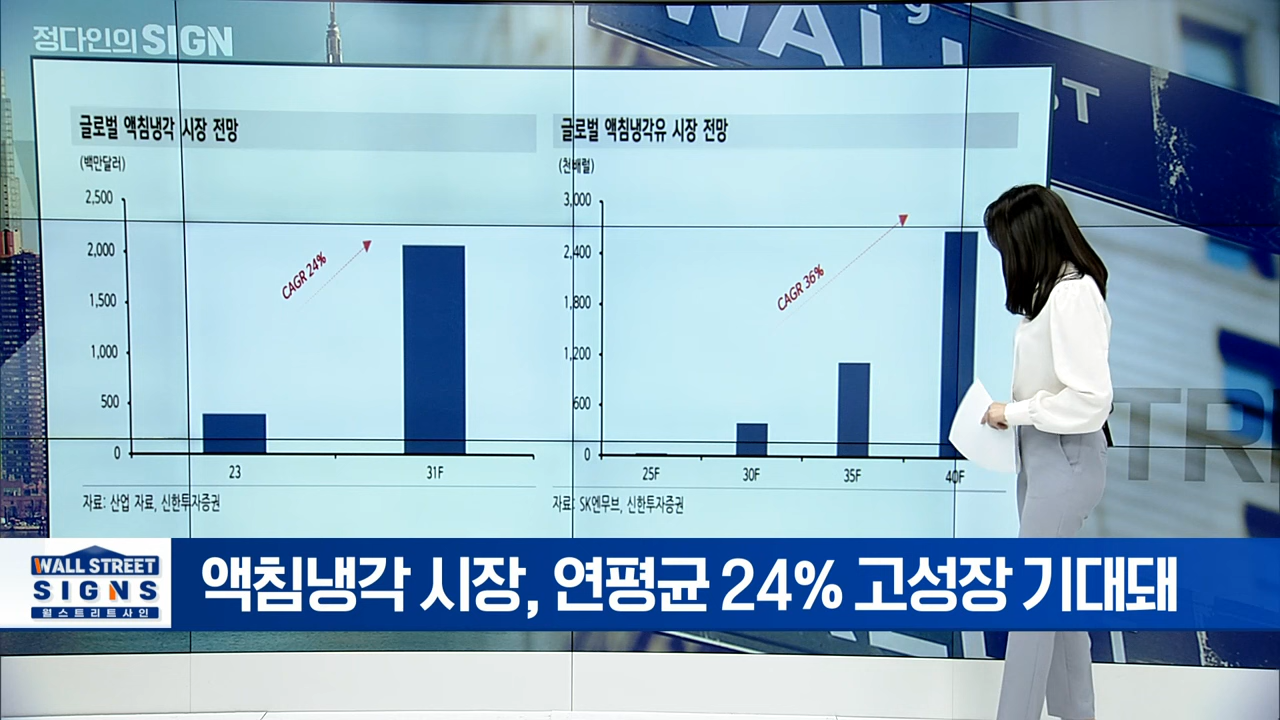 정다인의 SIGN
WALL
ST
글로벌 액침냉각 시장 전망
(백만달러)
2,500
2,000
1,500
1,000
500
0
CAGR 24%
23
31F
자료: 산업 자료, 신한투자증권
글로벌 액침냉각유 시장 전망
(천배럴)
3,000
2,400
1,800
1,200
600
0
CAGR 36%
25F
30F
35F
40F
자료: SK엔무브, 신한투자증권
WALL STREET
SIGNS
월스트리트사인
액침냉각 시장, 연평균 24% 고성장 기대돼